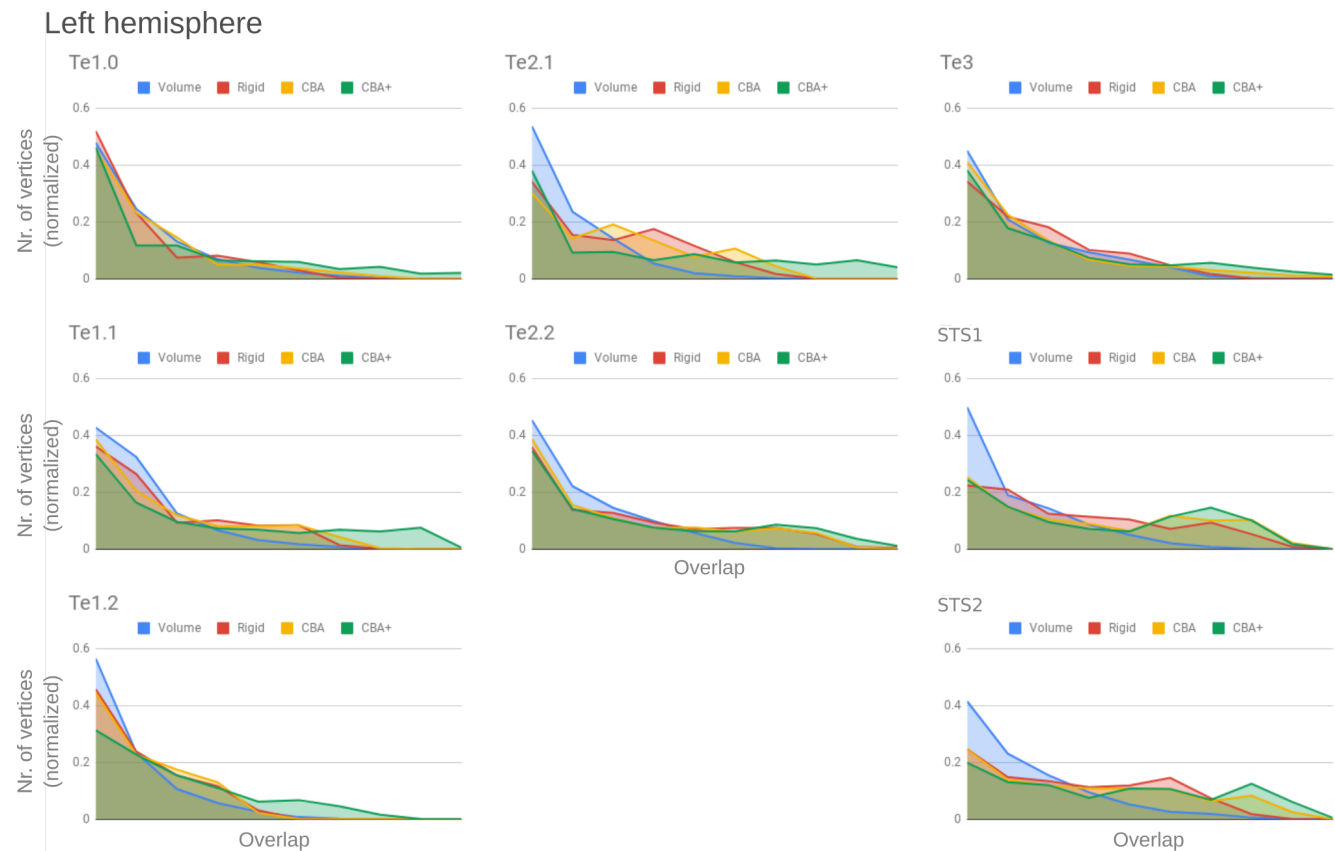 Left hemisphere
Te1.0
Volume Rigid CBA CBA+
0.6
0.4
0.2
0
Nr. of vertices
(normalized)
Te2.1
Volume Rigid CBA CBA+
0.6
0.4
0.2
0
Te3
Volume Rigid CBA CBA+
0.6
0.4
0.2
0
Te1.1
Volume Rigid CBA CBA+
0.6
0.4
0.2
0
Nr. of vertices
(normalized)
Te2.2
Volume Rigid CBA CBA+
0.6
0.4
0.2
0
Overlap
STS1
Volume Rigid CBA CBA+
0.6
0.4
0.2
0
Te1.2
Volume Rigid CBA CBA+
0.6
0.4
0.2
0
Nr. of vertices
(normalized)
Overlap
STS2
Volume Rigid CBA CBA+
0.6
0.4
0.2
0
Overlap